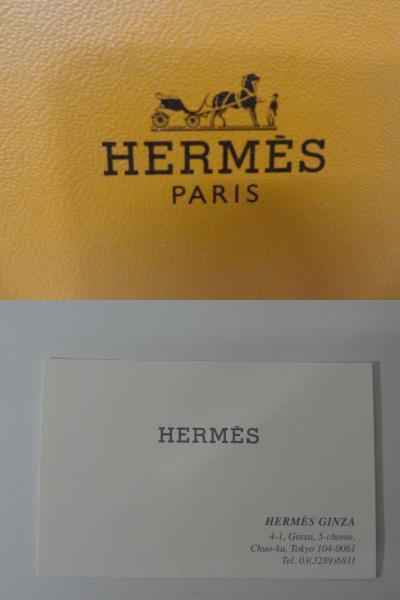 HERMÈS
PARIS
HERMÈS
HERMÈS GINZA
4-1, Ginza, 5-chome,
Chuo-ku, Tokyo 104-0061
Tel. 03(3289)6811